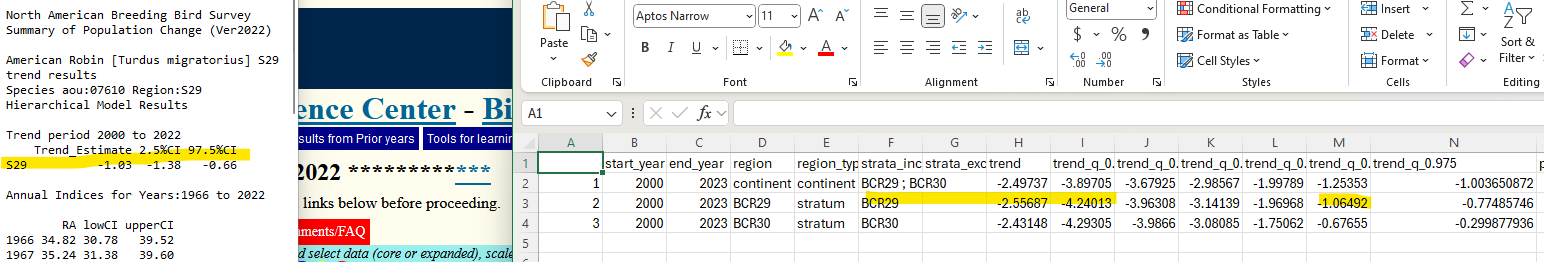 North American Breeding Bird Survey
Summary of Population Change (Ver2022)
American Robin [Turdus migratorius] S29
trend results
Species aou:07610 Region:S29
Hierarchical Model Results
Trend period 2000 to 2022
Trend_Estimate 2.5%CI 97.5%CI
S29 -1.03 -1.38 -0.66
Annual Indices for Years:1966 to 2022
RA lowCI upperCI
1966 34.82 30.78 39.52
1967 35.24 31.38 39.60
ence Center - Bi
sults from Prior years Tools for learnin
2022 ************
links below before proceeding.
ments/FAQ
d select data (core or expanded), scale
Paste
Clipboard
Aptos Narrow 11 A A
B I U A
Font
ab
Alignment
General
$ % 9
.00 .00
Number
Conditional Formatting
Format as Table
Cell Styles
Styles
Insert
Delete
Format
Cells
Sort &
Filter
Editing
A1 fx
A B C D E F G H I J K L M N
1 start_year end_year region region_typ strata_inc strata_exc trend trend_q_0. trend_q_0. trend_q_0. trend_q_0. trend_q_0. trend_q_0.975 p
2 1 2000 2023 continent continent BCR29 ; BCR30 -2.49737 -3.89705 -3.67925 -2.98567 -1.99789 -1.25353 -1.003650872
3 2 2000 2023 BCR29 stratum BCR29 -2.55687 -4.24013 -3.96308 -3.14139 -1.96968 -1.06492 -0.77485746
4 3 2000 2023 BCR30 stratum BCR30 -2.43148 -4.29305 -3.9866 -3.08085 -1.75062 -0.67655 -0.299877936
5